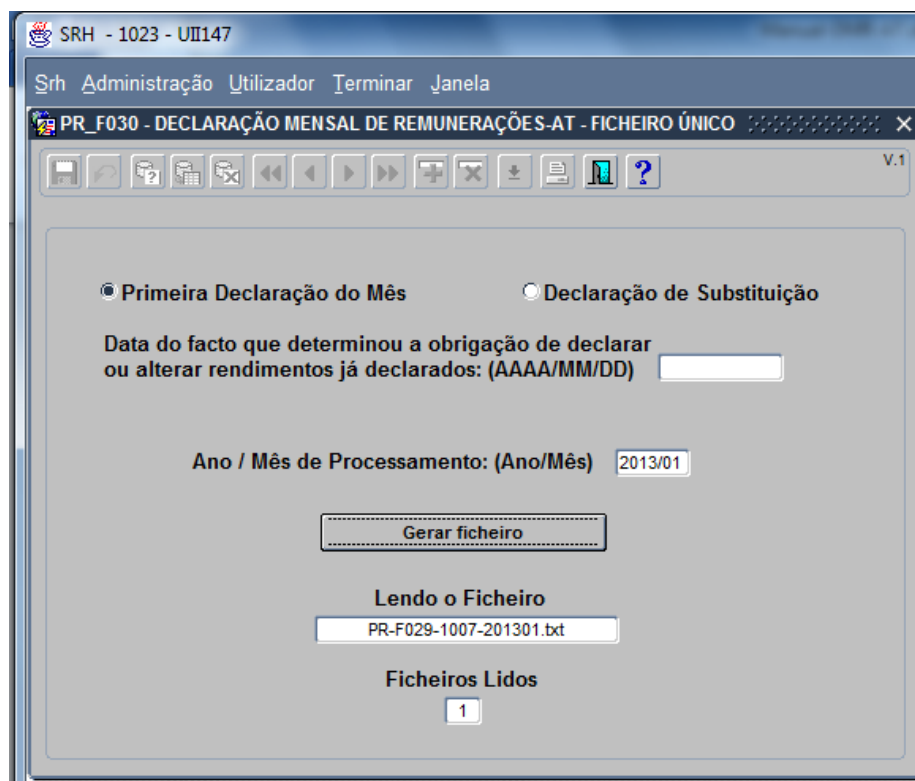 SRH - 1023 - UII147
Srh Administração Utilizador Terminar Janela
PR_F030 - DECLARAÇÃO MENSAL DE REMUNERAÇÕES-AT - FICHEIRO ÚNICO
V.1
Primeira Declaração do Mês
Declaração de Substituição
Data do facto que determinou a obrigação de declarar
ou alterar rendimentos já declarados: (AAAA/MM/DD)
Ano / Mês de Processamento: (Ano/Mês) 2013/01
Gerar ficheiro
Lendo o Ficheiro
PR-F029-1007-201301.txt
Ficheiros Lidos
1